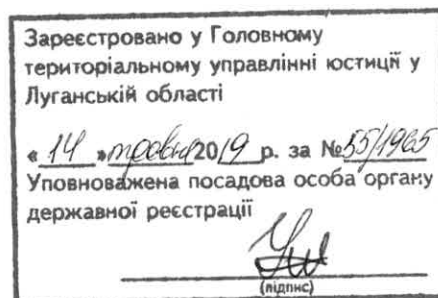 Зареєстровано у Головному
територіальному управлінні юстиції у
Луганській області
« 14 » травня 2019 р. за № 55/1965
Уповноважена посадова особа органу
державної реєстрації
(підпис)